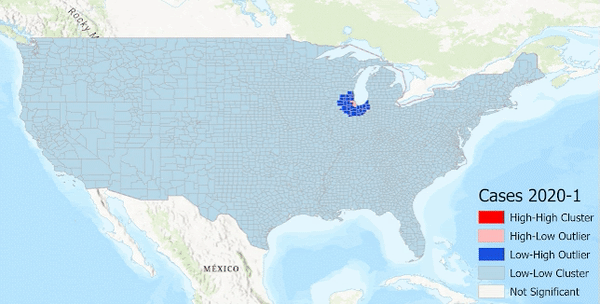 Rocky M
Cases 2020-1
High-High Cluster
High-Low Outlier
Low-High Outlier
Low-Low Cluster
Not Significant
MÉXICO